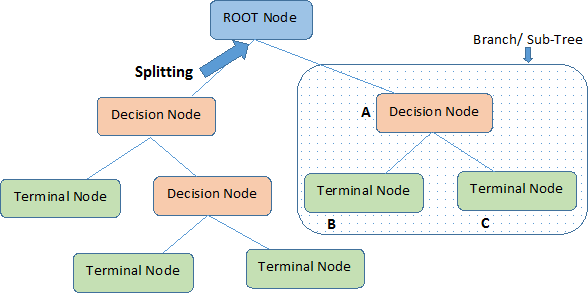 ROOT Node
Branch/ Sub-Tree
Splitting
Decision Node
A
Decision Node
Terminal Node
Decision Node
Terminal Node
Terminal Node
B
C
Terminal Node
Terminal Node